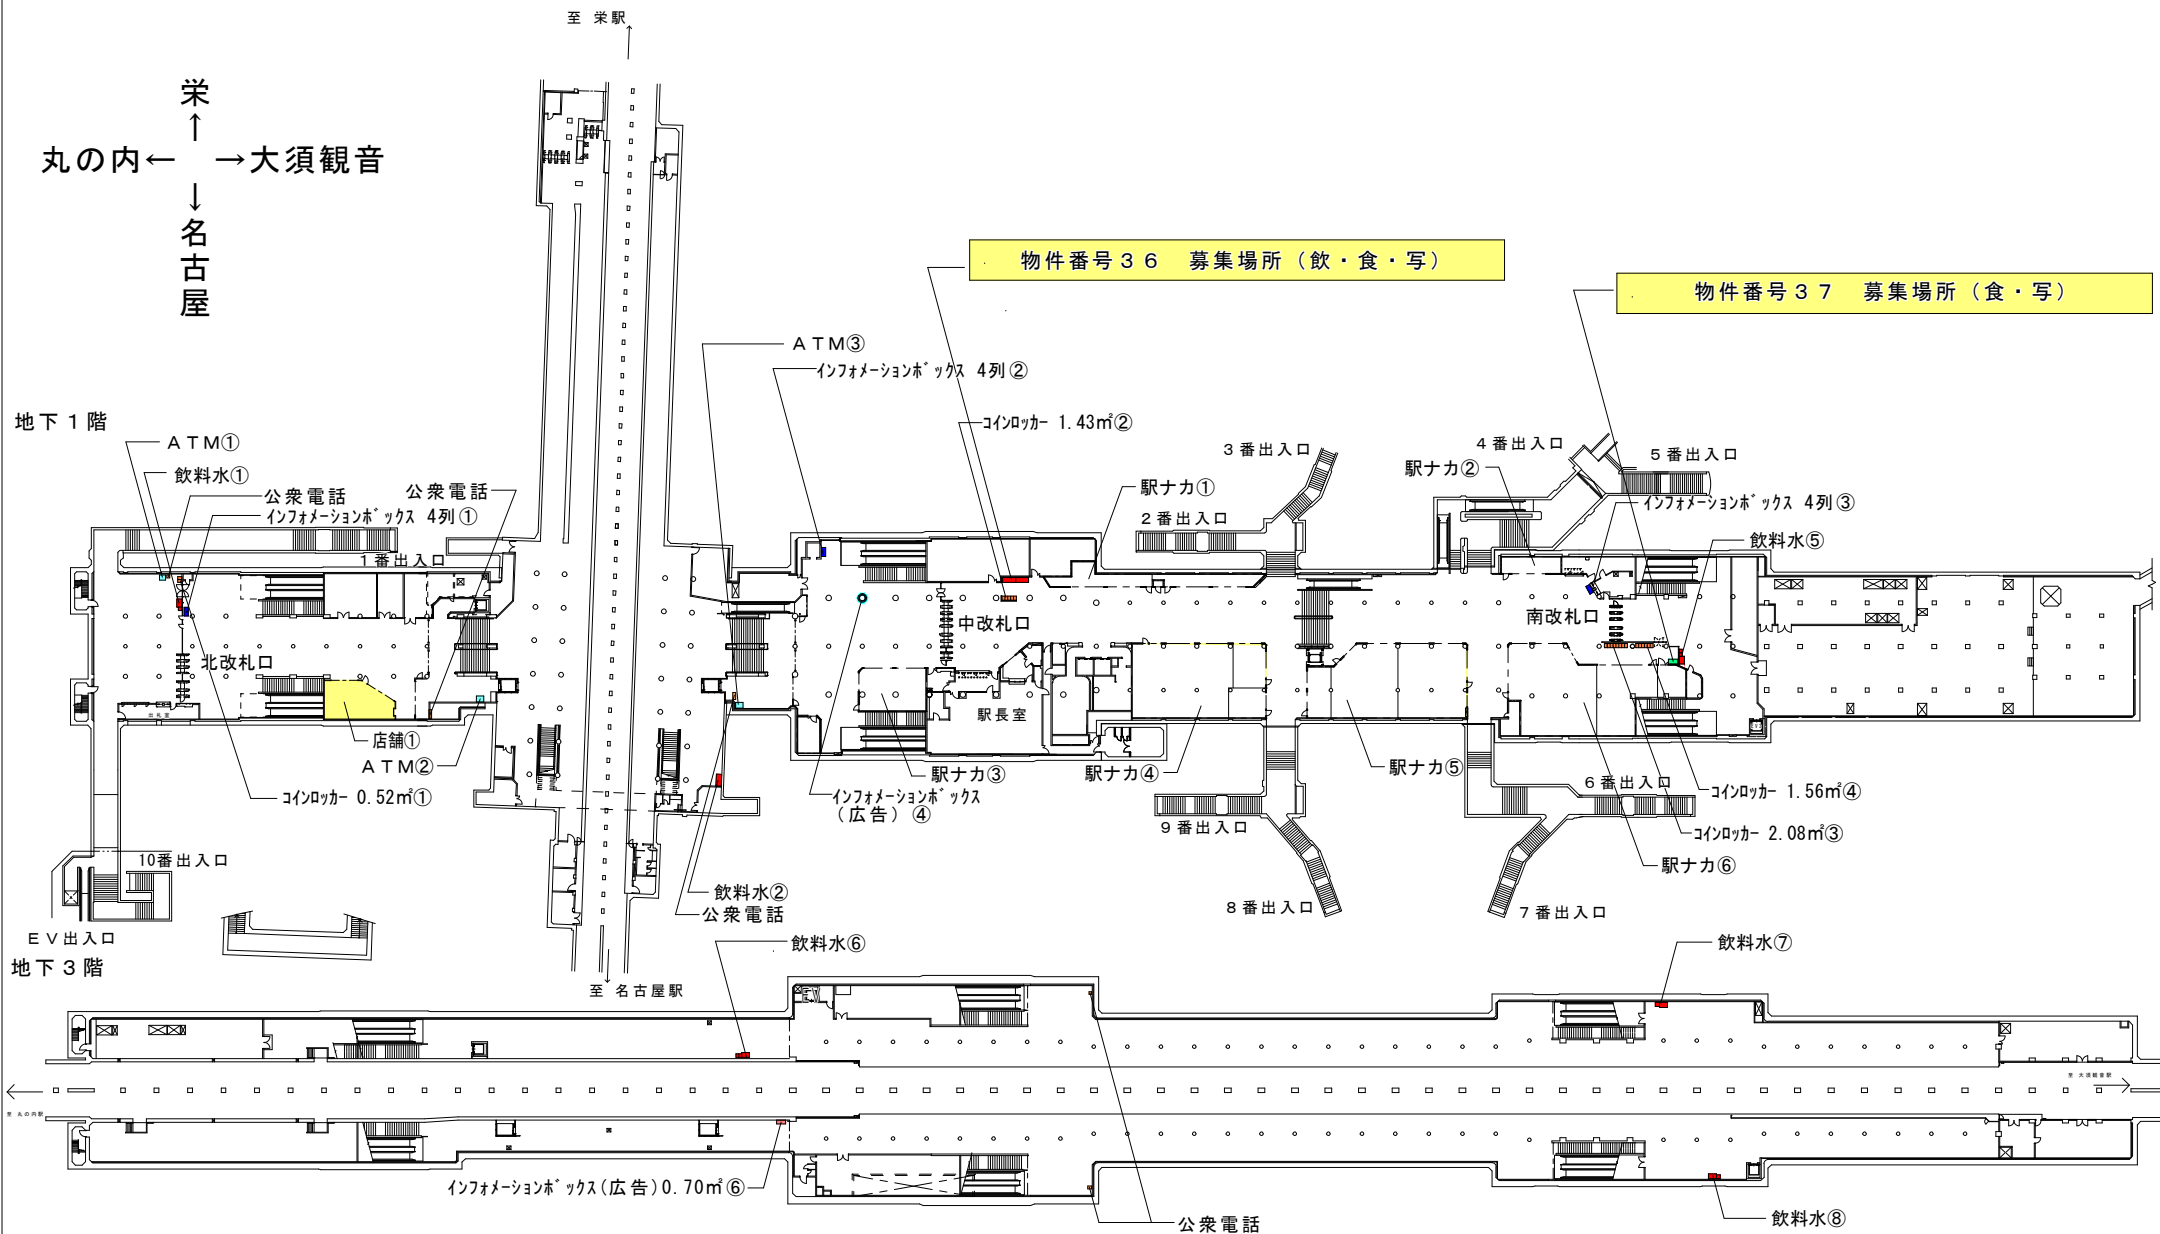 至 栄駅
栄
↑
丸の内← →大須観音
↓
名
古
屋
物件番号３６ 募集場所（飲・食・写）
物件番号３７ 募集場所（食・写）
ＡＴＭ③
ｲﾝﾌｫﾒｰｼｮﾝﾎﾞｯｸｽ 4列②
地下１階
ｺｲﾝﾛｯｶｰ 1.43㎡②
ＡＴＭ①
３番出入口
４番出入口
５番出入口
飲料水①
駅ナカ②
公衆電話
公衆電話
駅ナカ①
ｲﾝﾌｫﾒｰｼｮﾝﾎﾞｯｸｽ 4列③
ｲﾝﾌｫﾒｰｼｮﾝﾎﾞｯｸｽ 4列①
２番出入口
飲料水⑤
１番出入口
中改札口
南改札口
北改札口
出札室
駅長室
店舗①
ＡＴＭ②
駅ナカ③
駅ナカ④
駅ナカ⑤
６番出入口
ｺｲﾝﾛｯｶｰ 1.56㎡④
ｺｲﾝﾛｯｶｰ 0.52㎡①
ｲﾝﾌｫﾒｰｼｮﾝﾎﾞｯｸｽ
（広告）④
９番出入口
ｺｲﾝﾛｯｶｰ 2.08㎡③
10番出入口
駅ナカ⑥
飲料水②
公衆電話
８番出入口
７番出入口
ＥＶ出入口
飲料水⑥
飲料水⑦
地下３階
至 名古屋駅
至 大須観音駅
至 丸の内駅
ｲﾝﾌｫﾒｰｼｮﾝﾎﾞｯｸｽ(広告)0.70㎡⑥
公衆電話
飲料水⑧